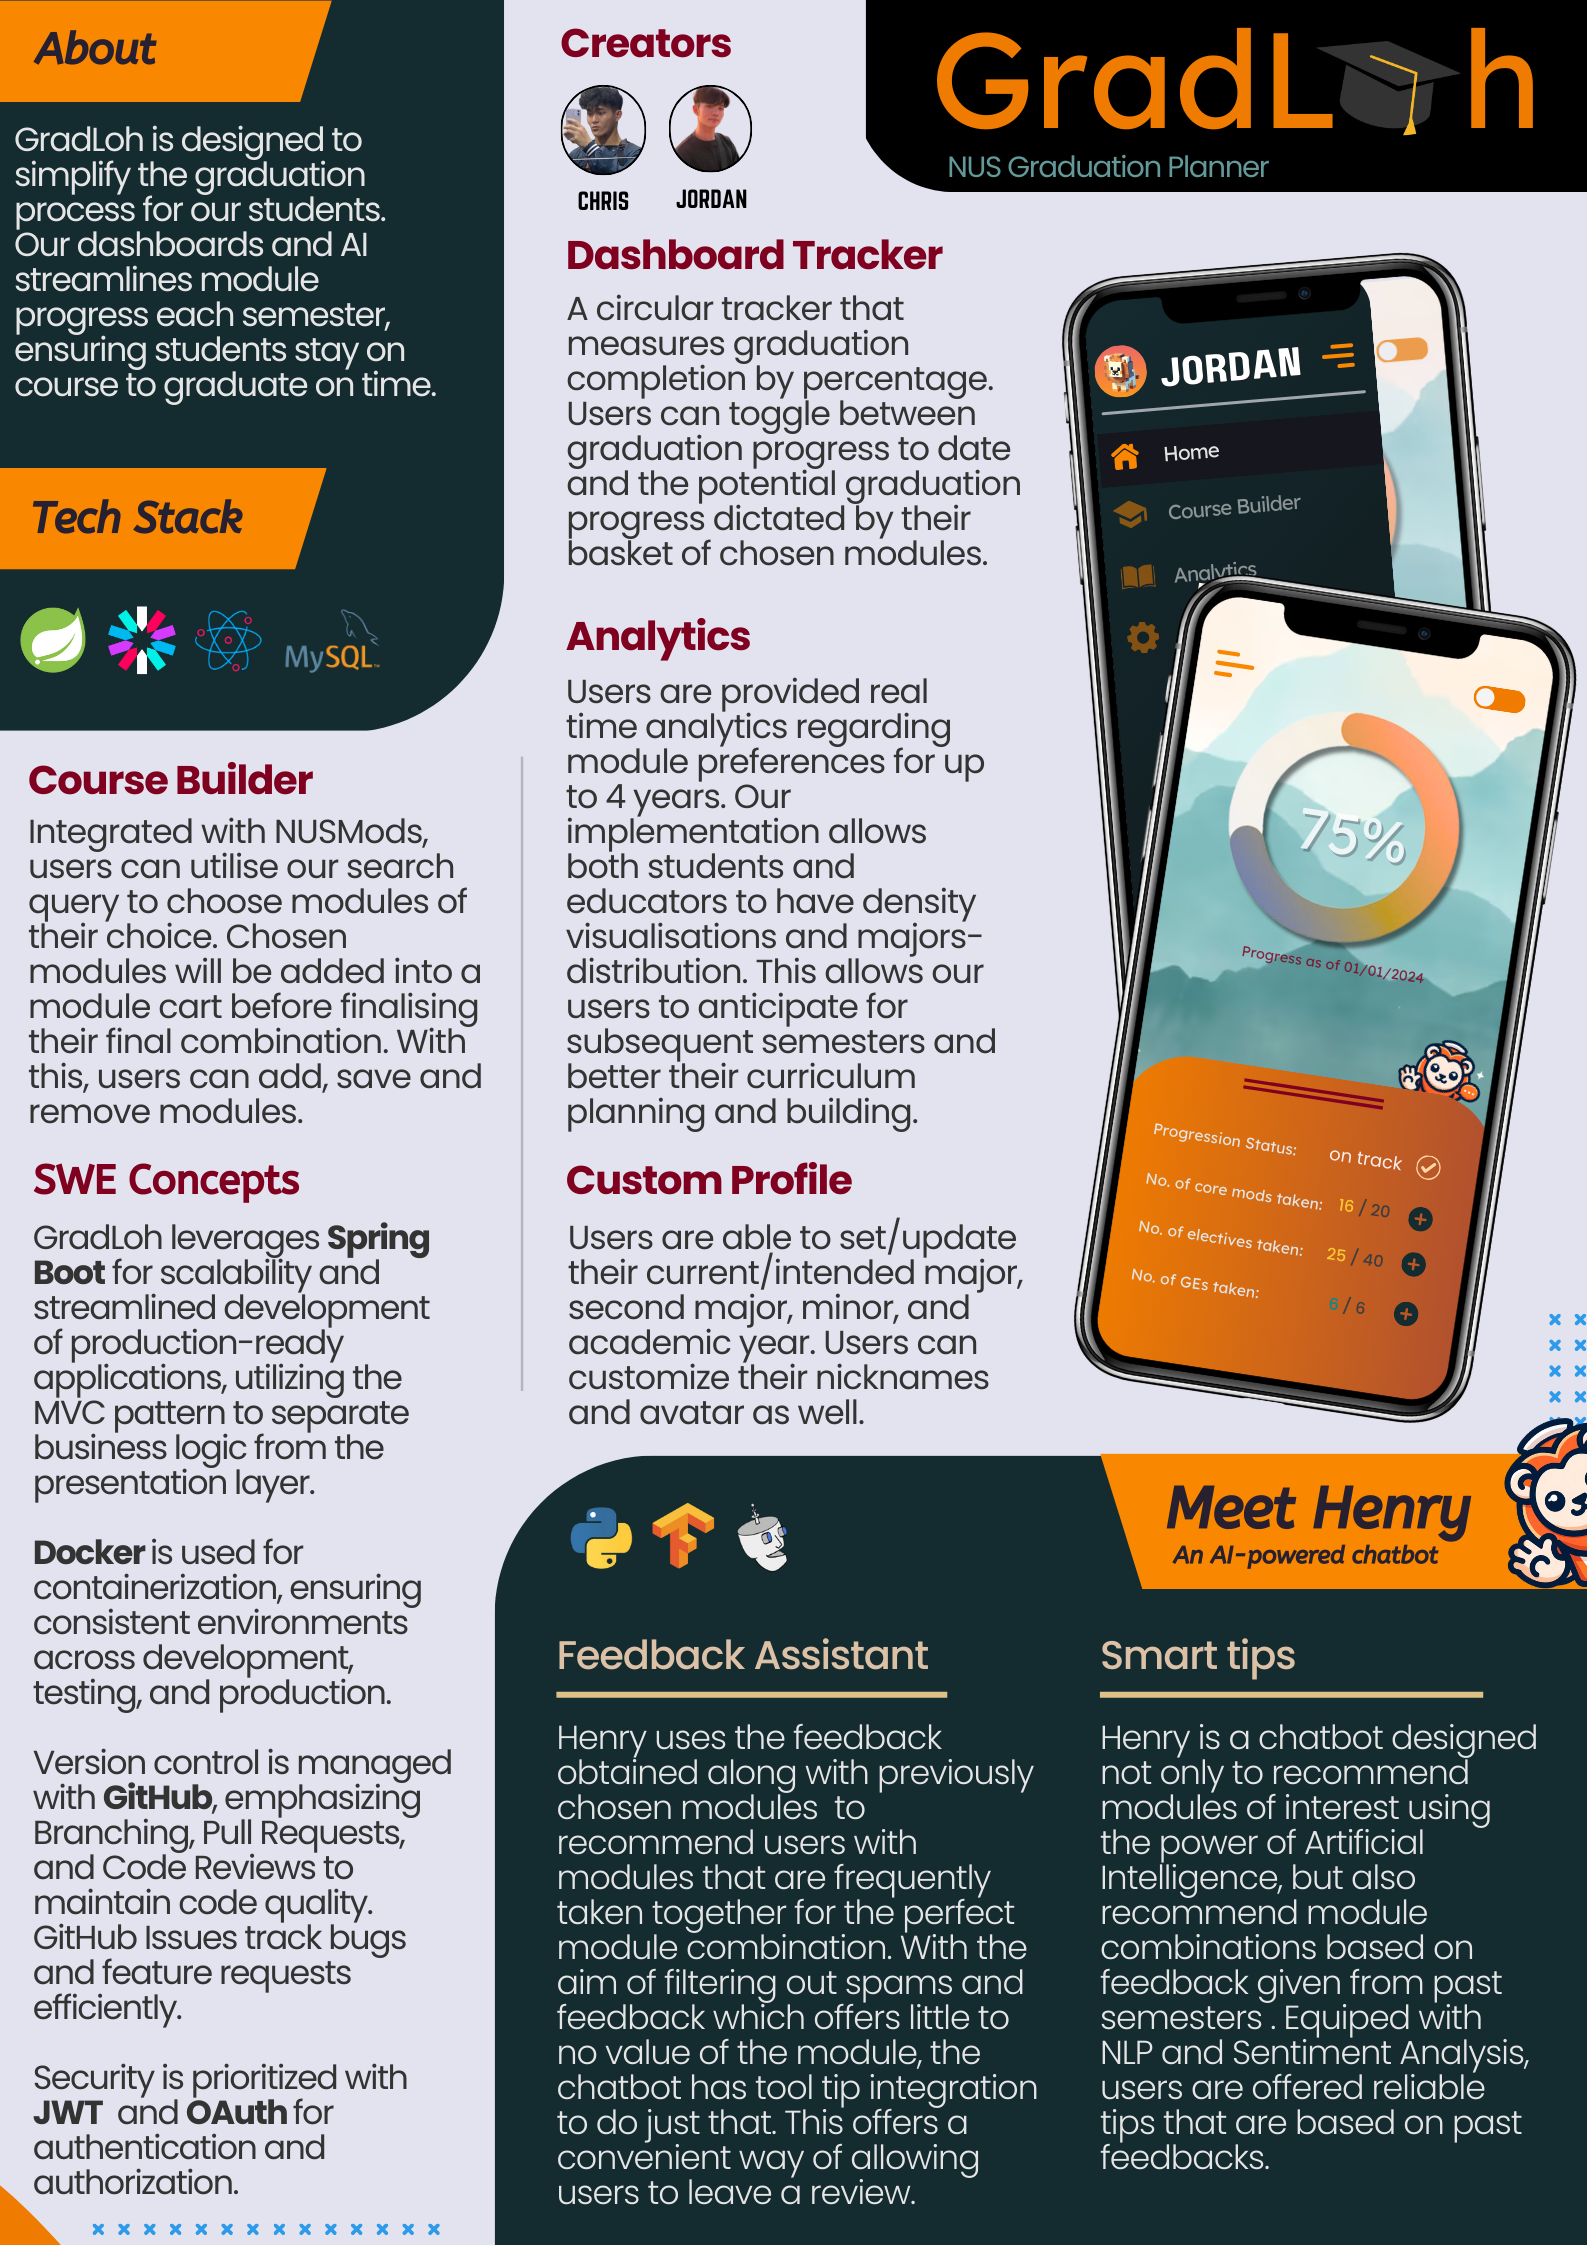 About
GradLoh is designed to
simplify the graduation
process for our students.
Our dashboards and AI
streamlines module
progress each semester,
ensuring students stay on
course to graduate on time.
Tech Stack
MySQL™
Course Builder
Integrated with NUSMods,
users can utilise our search
query to choose modules of
their choice. Chosen
modules will be added into a
module cart before finalising
their final combination. With
this, users can add, save and
remove modules.
SWE Concepts
GradLoh leverages Spring
Boot for scalability and
streamlined development
of production-ready
applications, utilizing the
MVC pattern to separate
business logic from the
presentation layer.
Docker is used for
containerization, ensuring
consistent environments
across development,
testing, and production.
Version control is managed
with GitHub, emphasizing
Branching, Pull Requests,
and Code Reviews to
maintain code quality.
GitHub Issues track bugs
and feature requests
efficiently.
Security is prioritized with
JWT  and OAuth for
authentication and
authorization.
Creators
CHRIS JORDAN
Dashboard Tracker
A circular tracker that
measures graduation
completion by percentage.
Users can toggle between
graduation progress to date
and the potential graduation
progress dictated by their
basket of chosen modules.
Analytics
Users are provided real
time analytics regarding
module preferences for up
to 4 years. Our
implementation allows
both students and
educators to have density
visualisations and majors-
distribution. This allows our
users to anticipate for
subsequent semesters and
better their curriculum
planning and building.
Custom Profile
Users are able to set/update
their current/intended major,
second major, minor, and
academic year. Users can
customize their nicknames
and avatar as well.
GradL h
NUS Graduation Planner
JORDAN
Home
Course Builder
Analytics
75%
Progress as of 01/01/2024
Progression Status: on track
No. of core mods taken: 16 / 20
No. of electives taken: 25 / 40
No. of GEs taken: 6 / 6
Meet Henry
An AI-powered chatbot
Feedback Assistant
Henry uses the feedback
obtained along with previously
chosen modules  to
recommend users with
modules that are frequently
taken together for the perfect
module combination. With the
aim of filtering out spams and
feedback which offers little to
no value of the module, the
chatbot has tool tip integration
to do just that. This offers a
convenient way of allowing
users to leave a review.
Smart tips
Henry is a chatbot designed
not only to recommend
modules of interest using
the power of Artificial
Intelligence, but also
recommend module
combinations based on
feedback given from past
semesters . Equiped with
NLP and Sentiment Analysis,
users are offered reliable
tips that are based on past
feedbacks.